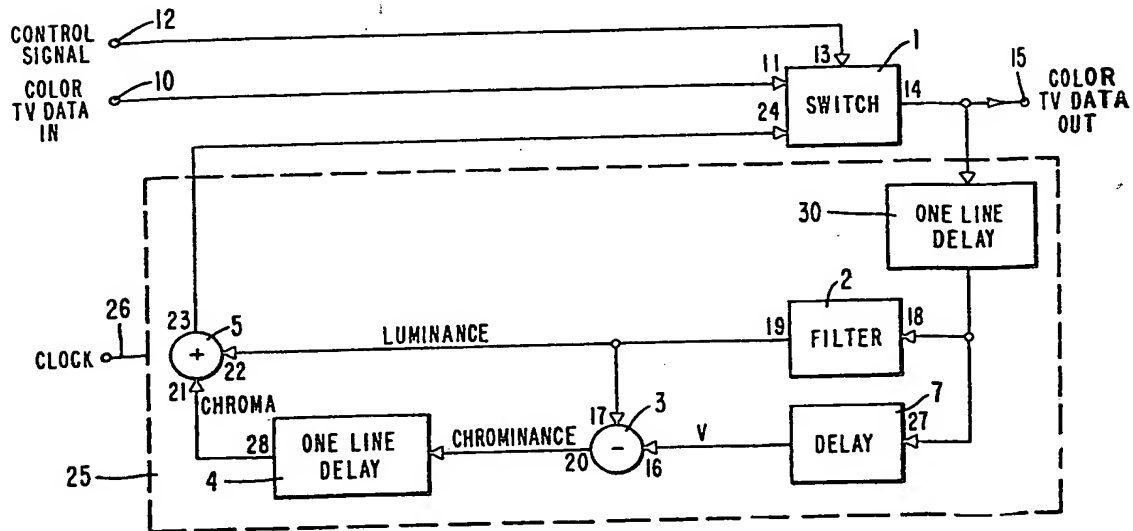 12
CONTROL
SIGNAL
10
COLOR
TV DATA
IN
11
13
1
24
SWITCH
14
15
COLOR
TV DATA
OUT
30
ONE LINE
DELAY
2
23
5
LUMINANCE
19
FILTER
18
26
CLOCK
+
22
21
CHROMA
7
17
3
27
28
ONE LINE
DELAY
CHROMINANCE
-
V
DELAY
20
16
25
4